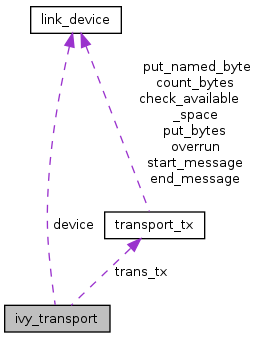 link_device
put_named_byte
count_bytes
check_available
_space
put_bytes
overrun
start_message
end_message
device
transport_tx
trans_tx
ivy_transport